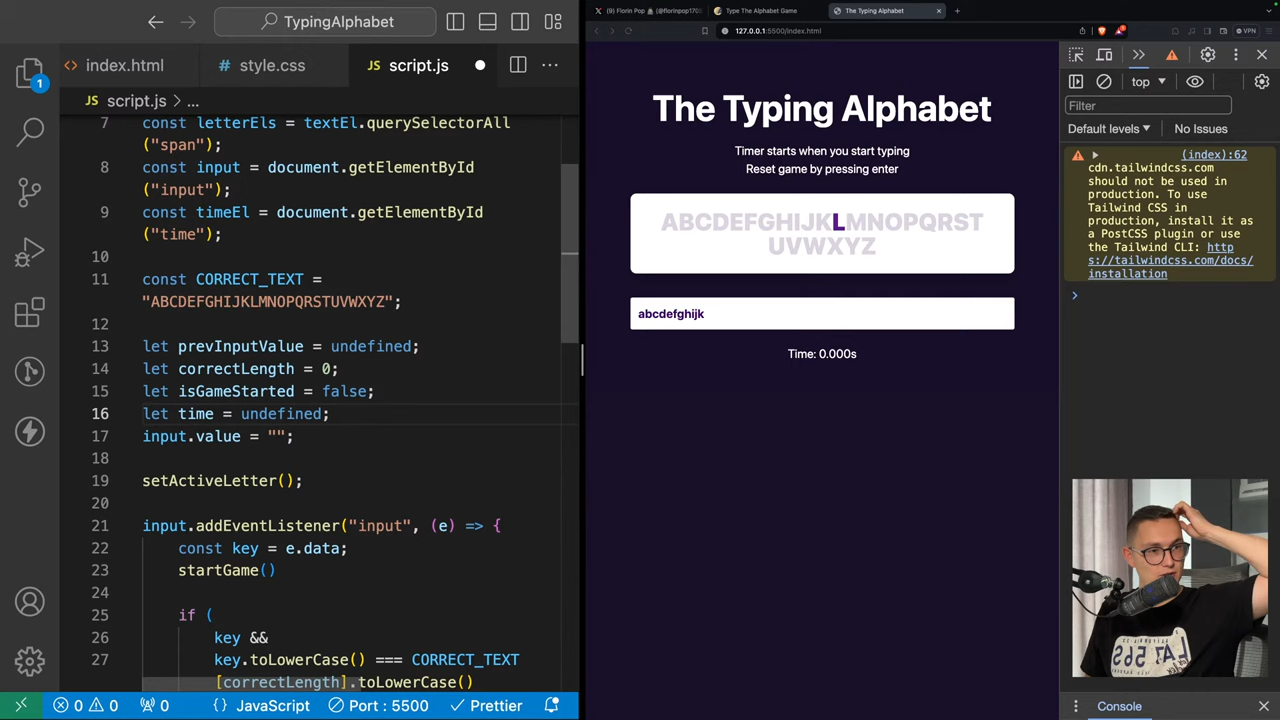 TypingAlphabet
(9) Florin Pop
Type The Alphabet Game
The Typing Alphabet
127.0.0.1:5500/index.html
VPN
index.html
style.css
JS script.js
JS script.js > ...
1
7 const letterEls = textEl.querySelectorAll
("span");
8 const input = document.getElementById
("input");
9 const timeEl = document.getElementById
("time");
10
11 const CORRECT_TEXT =
"ABCDEFGHIJKLMNOPQRSTUVWXYZ";
12
13 let prevInputValue = undefined;
14 let correctLength = 0;
15 let isGameStarted = false;
16 let time = undefined;
17 input.value = "";
18
19 setActiveLetter();
20
21 input.addEventListener("input", (e) => {
22 const key = e.data;
23 startGame()
24
25 if (
26 key &&
27 key.toLowerCase() === CORRECT_TEXT
[correctLength].toLowerCase()
0 0 0 {} JavaScript Port : 5500 Prettier
The Typing Alphabet
Timer starts when you start typing
Reset game by pressing enter
ABCDEFGHIJKLMNOPQRST
UVWXYZ
abcdefghijk
Time: 0.000s
top
Filter
Default levels No Issues
(index):62
cdn.tailwindcss.com
should not be used in
production. To use
Tailwind CSS in
production, install it as
a PostCSS plugin or use
the Tailwind CLI: http
s://tailwindcss.com/docs/
installation
Console